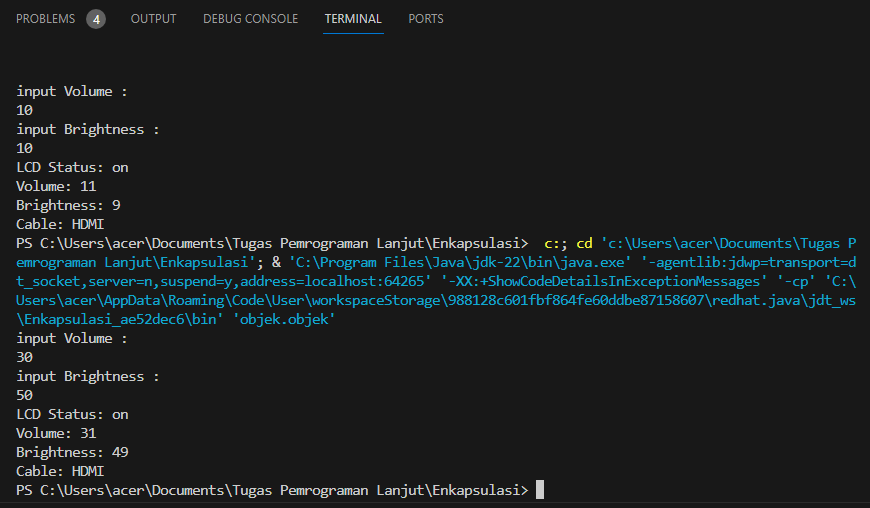 PROBLEMS 4 OUTPUT DEBUG CONSOLE TERMINAL PORTS
input Volume :
10
input Brightness :
10
LCD Status: on
Volume: 11
Brightness: 9
Cable: HDMI
PS C:\Users\acer\Documents\Tugas Pemrograman Lanjut\Enkapsulasi>  c:; cd 'c:\Users\acer\Documents\Tugas P
emrograman Lanjut\Enkapsulasi'; & 'C:\Program Files\Java\jdk-22\bin\java.exe' '-agentlib:jdwp=transport=d
t_socket,server=n,suspend=y,address=localhost:64265' '-XX:+ShowCodeDetailsInExceptionMessages' '-cp' 'C:\
Users\acer\AppData\Roaming\Code\User\workspaceStorage\988128c601fbf864fe60ddbe87158607\redhat.java\jdt_ws
\Enkapsulasi_ae52dec6\bin' 'objek.objek'
input Volume :
30
input Brightness :
50
LCD Status: on
Volume: 31
Brightness: 49
Cable: HDMI
PS C:\Users\acer\Documents\Tugas Pemrograman Lanjut\Enkapsulasi>